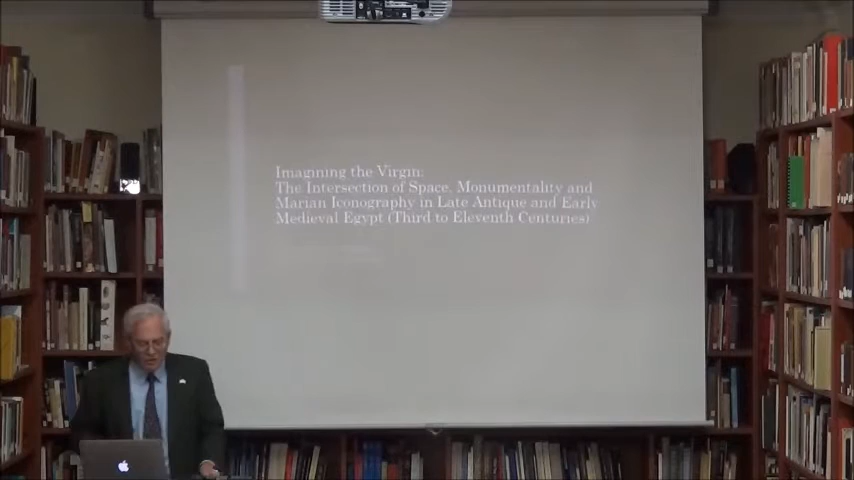 Imagining the Virgin:
The Intersection of Space, Monumentality and
Marian Iconography in Late Antique and Early
Medieval Egypt (Third to Eleventh Centuries)